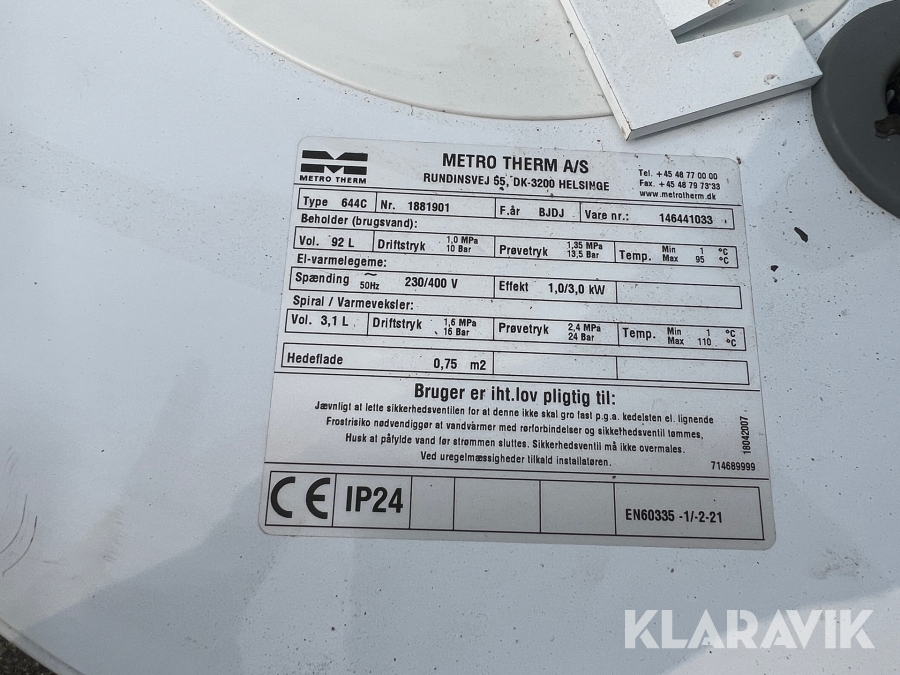 METRO THERM
METRO THERM A/S
RUNDINSVEJ 55, DK-3200 HELSINGE
Tel. +45 48 77 00 00
Fax. +45 48 79 73 33
www.metrotherm.dk
Type 644C Nr. 1881901 F.år BJDJ Vare nr.: 146441033
Beholder (brugsvand):
Vol. 92 L Driftstryk 1,0 MPa 10 Bar Prøvetryk 1,35 MPa 13,5 Bar Temp. Min 1 °C Max 95 °C
El-varmelegeme:
Spænding ~ 50Hz 230/400 V Effekt 1,0/3,0 kW
Spiral / Varmeveksler:
Vol. 3,1 L Driftstryk 1,6 MPa 16 Bar Prøvetryk 2,4 MPa 24 Bar Temp. Min 1 °C Max 110 °C
Hedeflade 0,75 m2
Bruger er iht.lov pligtig til:
Jævnligt at lette sikkerhedsventilen for at denne ikke skal gro fast p.g.a. kedelsten el. lignende
Frostrisiko nødvendiggør at vandvarmer med rørforbindelser og sikkerhedsventil tømmes,
Husk at påfylde vand før strømmen sluttes. Sikkerhedsventil må ikke overmales.
Ved uregelmæssigheder tilkald installatøren.
18042007
714689999
CE IP24 EN60335 -1/-2-21
KLARAVIK